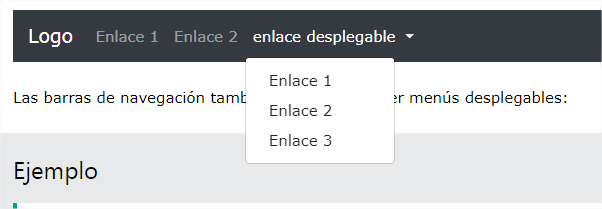 Logo Enlace 1 Enlace 2 enlace desplegable
Enlace 1
Enlace 2
Enlace 3
Las barras de navegación er menús desplegables:
Ejemplo